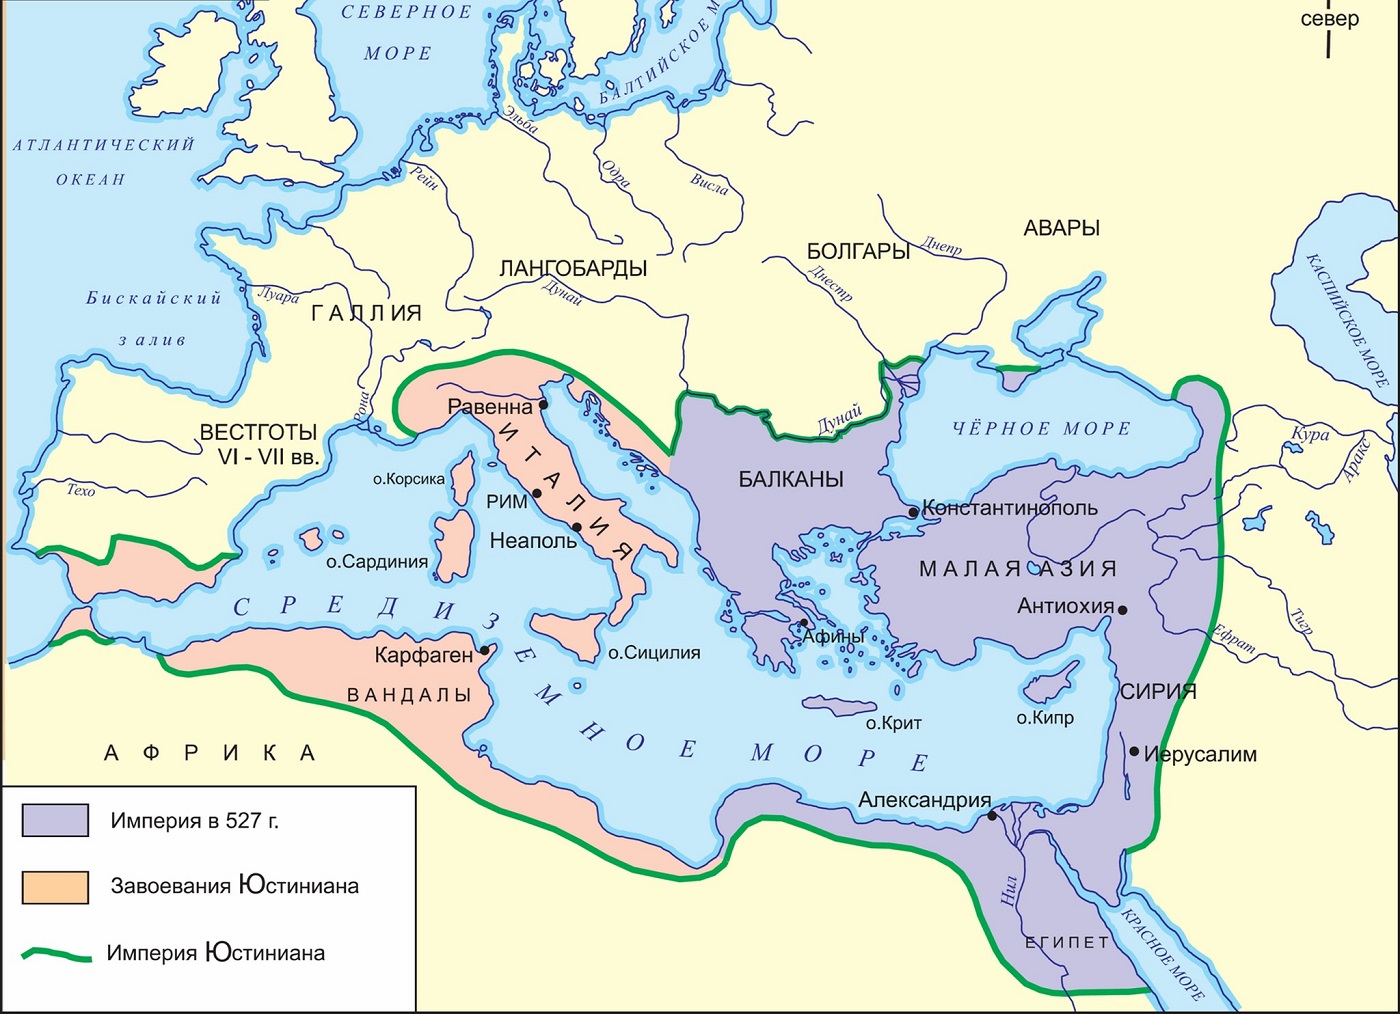 СЕВЕРНОЕ
МОРЕ
БАЛТИЙСКОЕ М
север
АТЛАНТИЧЕСКИЙ
ОКЕАН
Эльба
Рейн
Одра
Висла
Днепр
АВАРЫ
БОЛГАРЫ
Днестр
ЛАНГОБАРДЫ
Дунай
КАСПИЙСКОЕ МОРЕ
Бискайский
залив
Луара
ГАЛЛИЯ
Рона
Равенна
Дунай
ЧЁРНОЕ МОРЕ
Кура
Аракс
ВЕСТГОТЫ
VI - VII вв.
Техо
ИТАЛИЯ
о.Корсика
РИМ
Неаполь
БАЛКАНЫ
Константинополь
о.Сардиния
МАЛАЯ АЗИЯ
Антиохия
СРЕДИЗЕМНОЕ МОРЕ
Афины
Тигр
Ефрат
Карфаген
о.Сицилия
ВАНДАЛЫ
СИРИЯ
о.Крит
о.Кипр
АФРИКА
Иерусалим
Александрия
Нил
ЕГИПЕТ
КРАСНОЕ МОРЕ
Империя в 527 г.
Завоевания Юстиниана
Империя Юстиниана